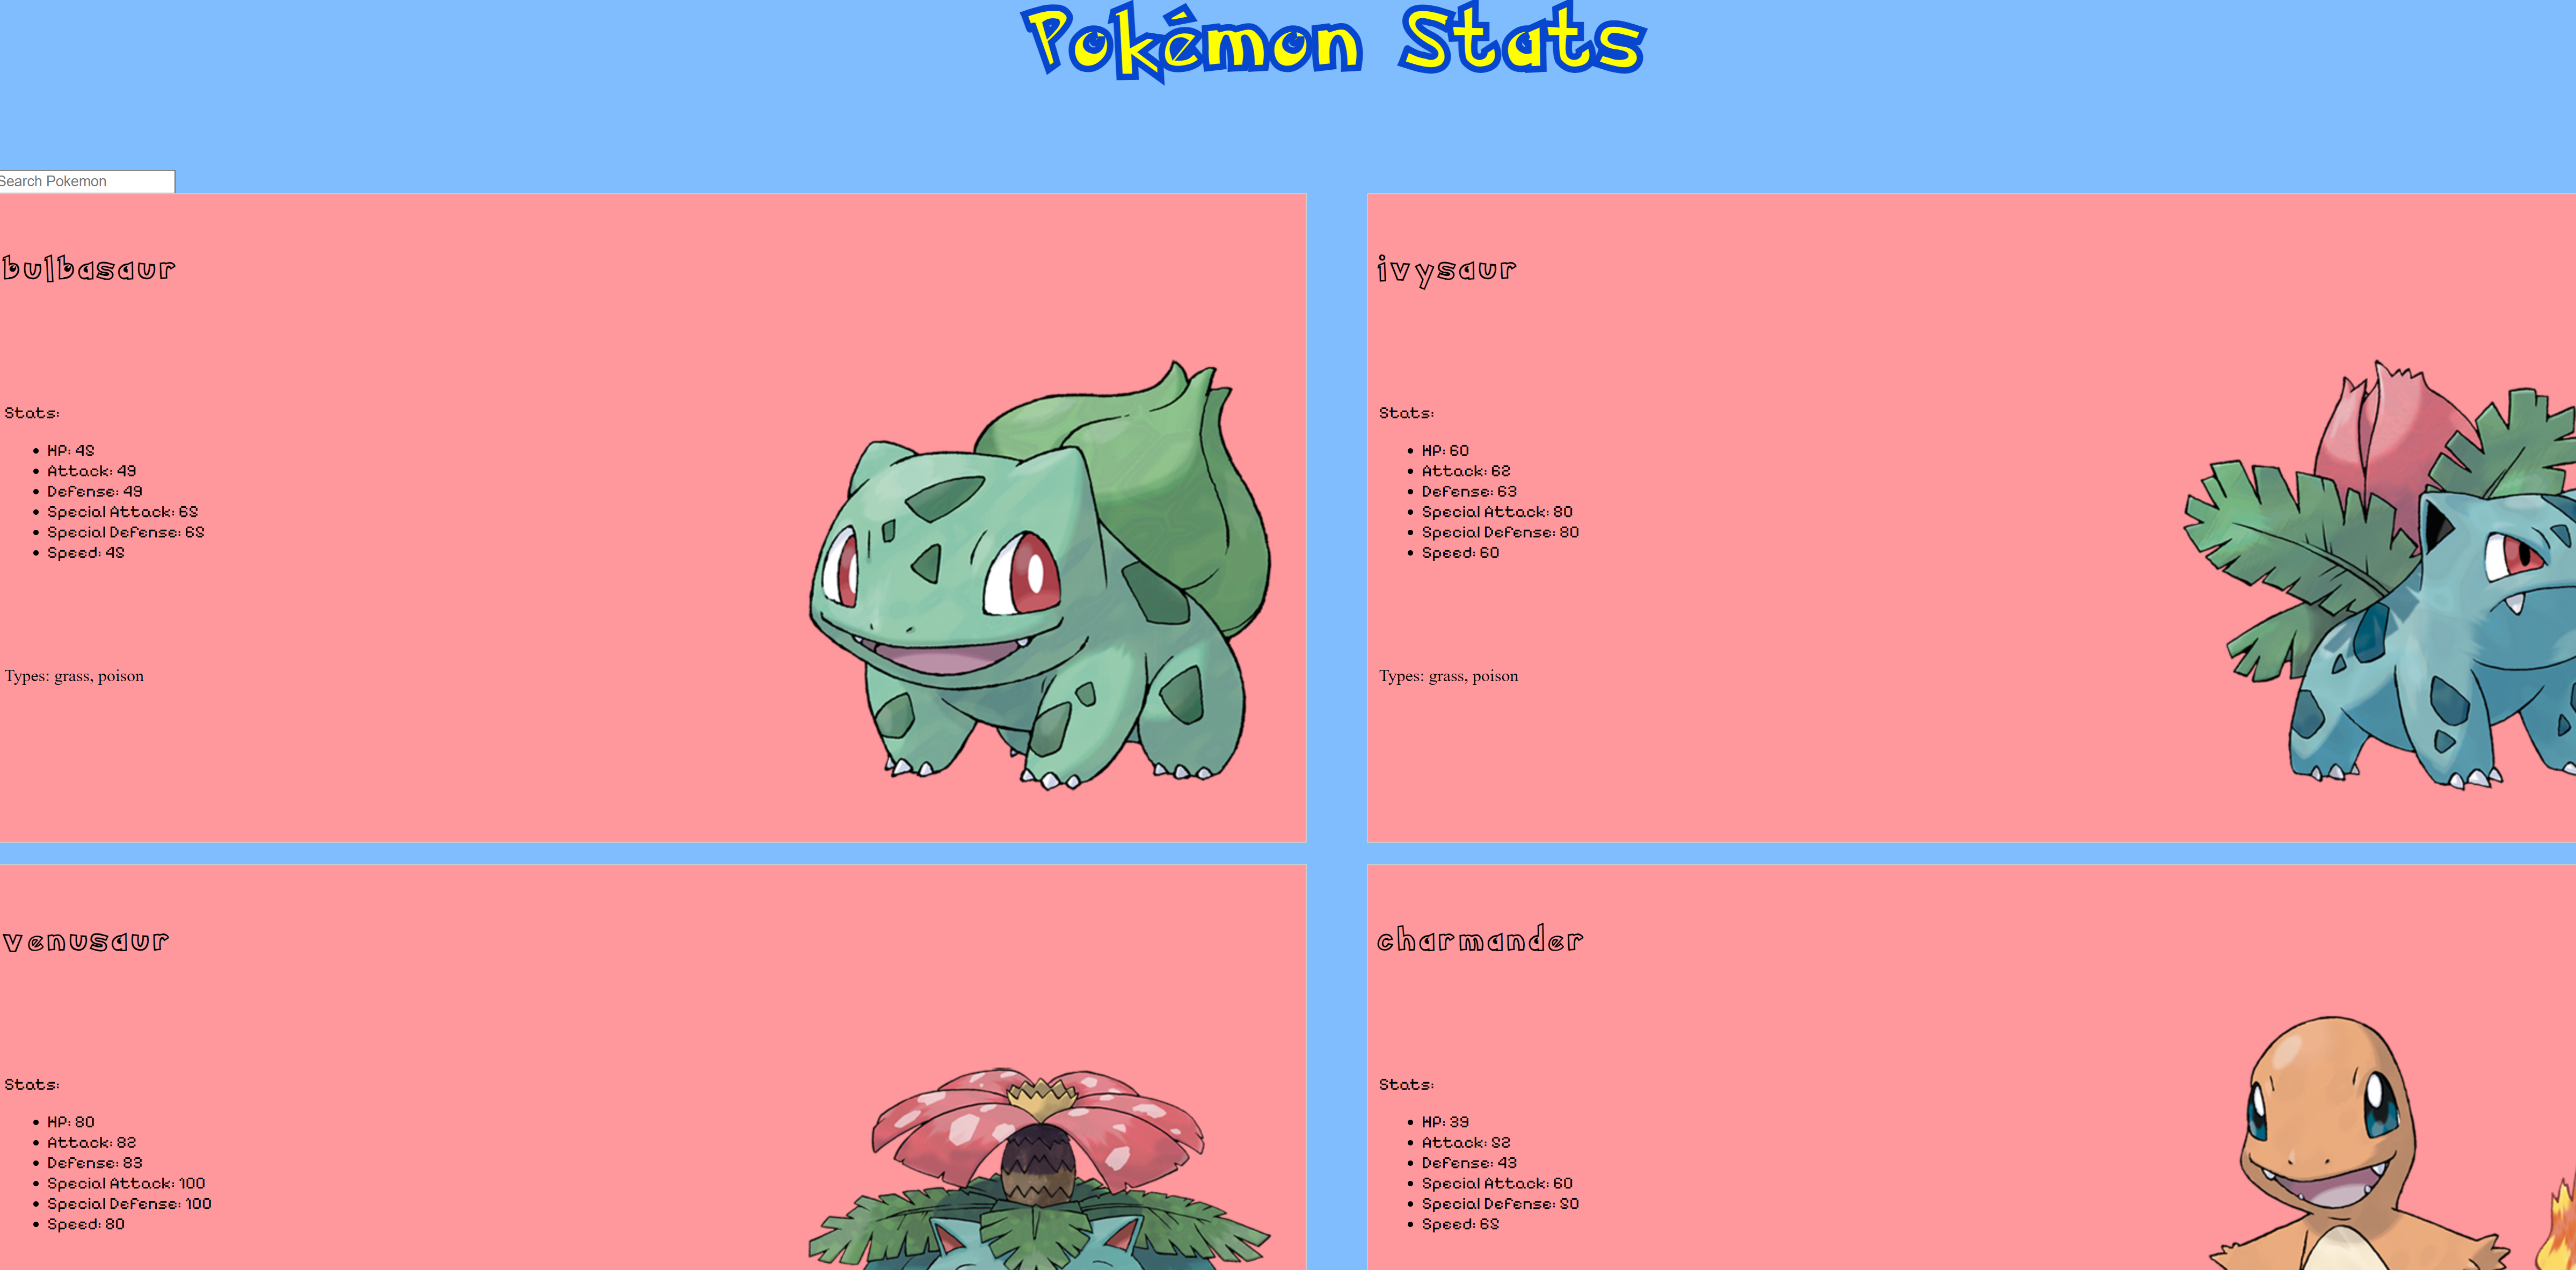 Pokémon Stats
Search Pokemon
bulbasaur
Stats:
HP: 45
Attack: 49
Defense: 49
Special Attack: 65
Special Defense: 65
Speed: 45
Types: grass, poison
ivysaur
Stats:
HP: 60
Attack: 62
Defense: 63
Special Attack: 80
Special Defense: 80
Speed: 60
Types: grass, poison
venusaur
Stats:
HP: 80
Attack: 82
Defense: 83
Special Attack: 100
Special Defense: 100
Speed: 80
charmander
Stats:
HP: 39
Attack: 52
Defense: 43
Special Attack: 60
Special Defense: 50
Speed: 65